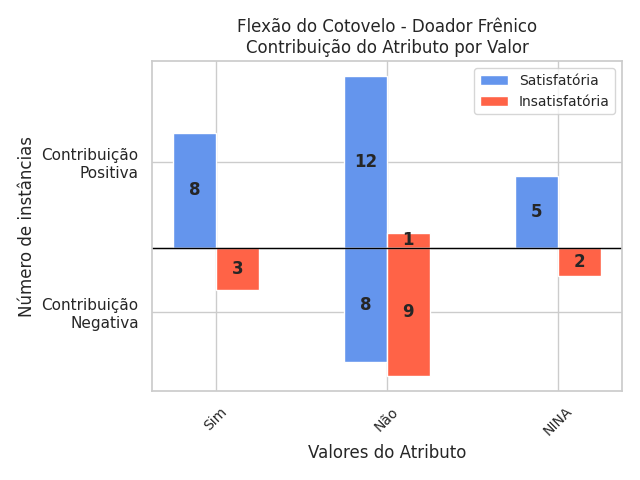 Flexão do Cotovelo - Doador Frênico
Contribuição do Atributo por Valor
Satisfatória
Insatisfatória
Número de instâncias
Contribuição
Positiva
Contribuição
Negativa
8
3
12
1
8
9
5
2
Sim
Não
NINA
Valores do Atributo